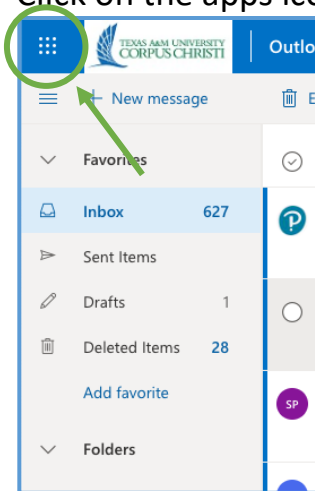 Click on the apps ico
TEXAS A&M UNIVERSITY
CORPUS CHRISTI
Outlo
New message
E
Favorites
Inbox 627
P
Sent Items
Drafts 1
Deleted Items 28
Add favorite
SP
Folders